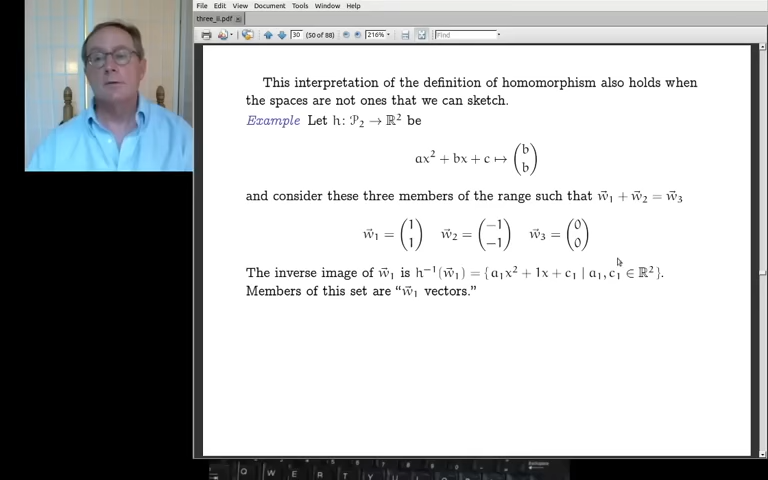 File Edit View Document Tools Window Help
three_ii.pdf
30 (50 of 88) 216% Find
This interpretation of the definition of homomorphism also holds when
the spaces are not ones that we can sketch.
Example Let h: P₂ → ℝ² be
ax² + bx + c ↦ (b b)
and consider these three members of the range such that w⃗₁ + w⃗₂ = w⃗₃
w⃗₁ = (1 1) w⃗₂ = (−1 −1) w⃗₃ = (0 0)
The inverse image of w⃗₁ is h⁻¹(w⃗₁) = {a₁x² + 1x + c₁ | a₁, c₁ ∈ ℝ²}.
Members of this set are “w⃗₁ vectors.”
Q W E R T Y